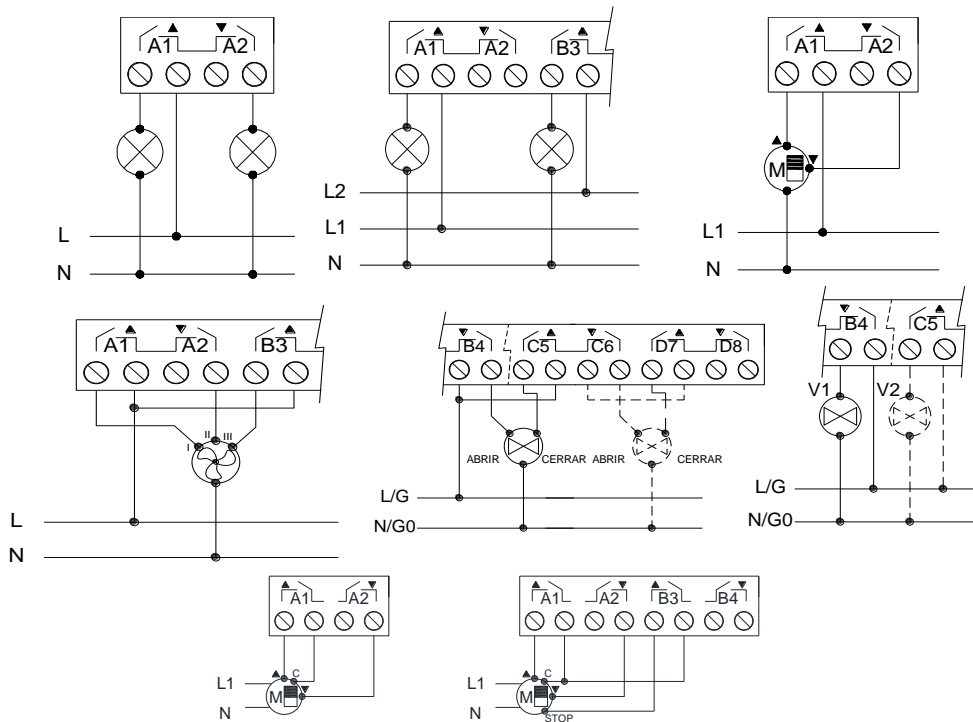 A1 A2
L
N
A1 A2 B3
L2
L1
N
A1 A2
M
L1
N
A1 A2 B3
I II III
L
N
B4 C5 C6 D7 D8
ABRIR CERRAR ABRIR CERRAR
L/G
N/G0
B4 C5
V1 V2
L/G
N/G0
A1 A2
C
L1
M
N
A1 A2 B3 B4
C
L1
M
N
STOP